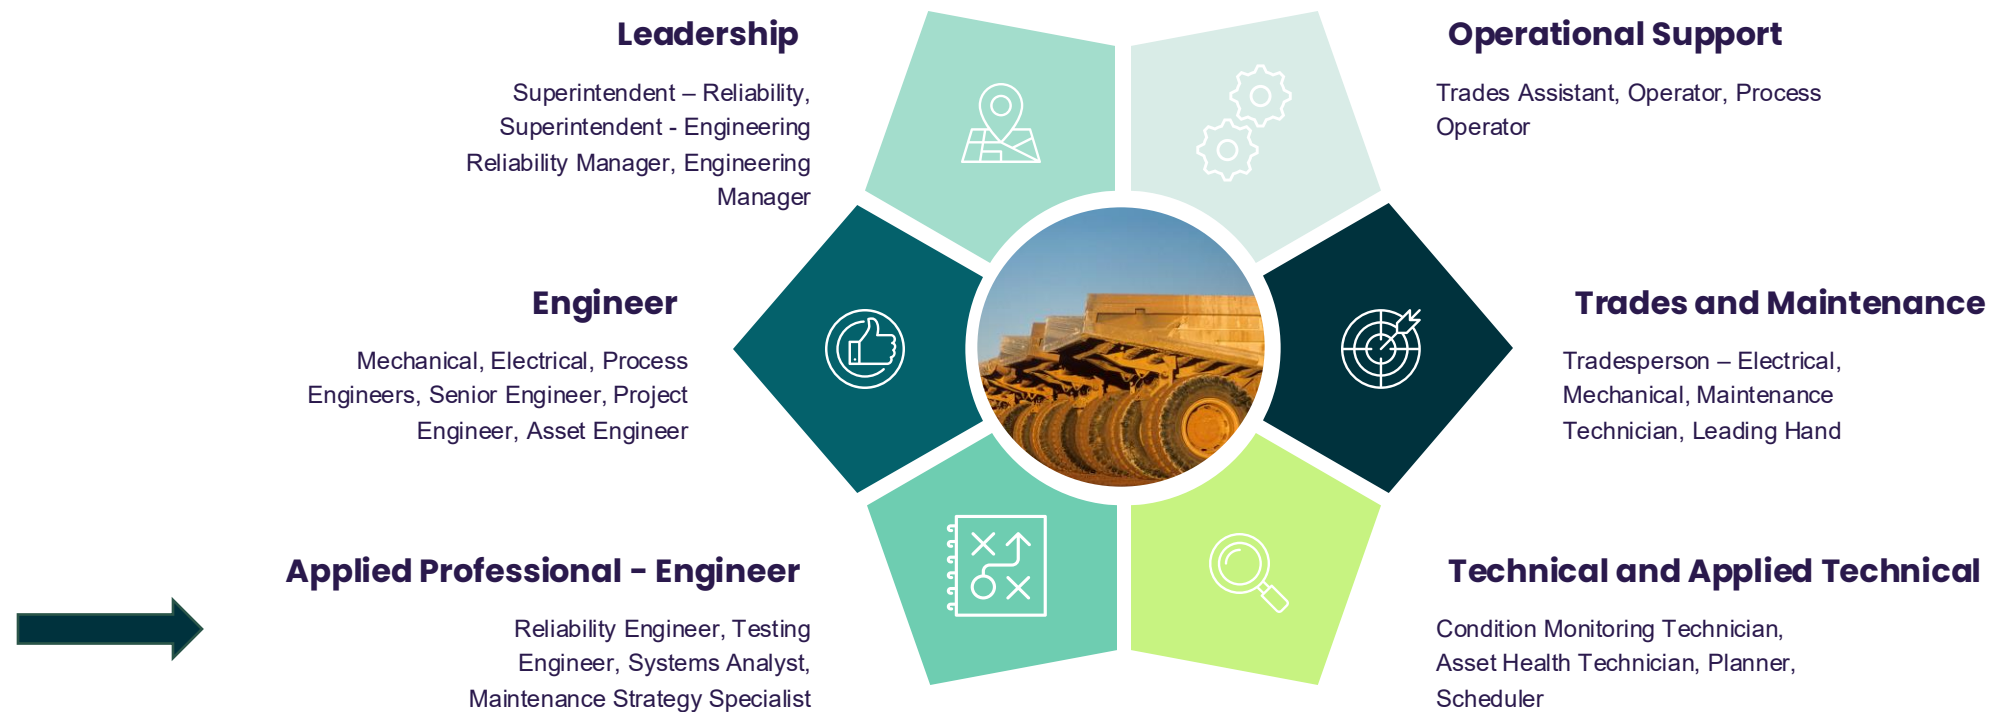 Leadership
Superintendent – Reliability,
Superintendent - Engineering
Reliability Manager, Engineering
Manager
Operational Support
Trades Assistant, Operator, Process
Operator
Engineer
Mechanical, Electrical, Process
Engineers, Senior Engineer, Project
Engineer, Asset Engineer
Trades and Maintenance
Tradesperson – Electrical,
Mechanical, Maintenance
Technician, Leading Hand
Applied Professional - Engineer
Reliability Engineer, Testing
Engineer, Systems Analyst,
Maintenance Strategy Specialist
Technical and Applied Technical
Condition Monitoring Technician,
Asset Health Technician, Planner,
Scheduler